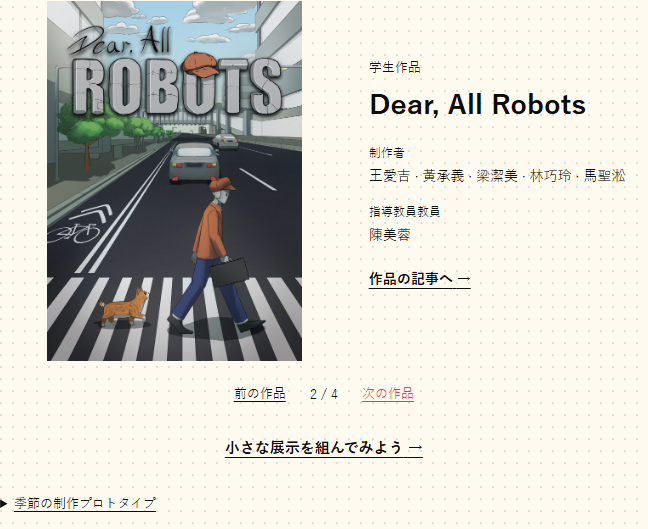 Dear, All
ROBOTS
学生作品
Dear, All Robots
制作者
王愛吉 · 黃承義 · 梁潔美 · 林巧玲 · 馬聖淞
指導教員教員
陳美蓉
作品の記事へ →
前の作品 2 / 4 次の作品
小さな展示を組んでみよう →
▶ 季節の制作プロトタイプ